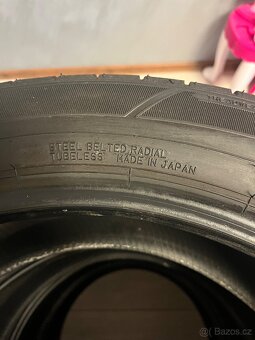 STEEL BELTED RADIAL
TUBELESS MADE IN JAPAN
Bazos.cz